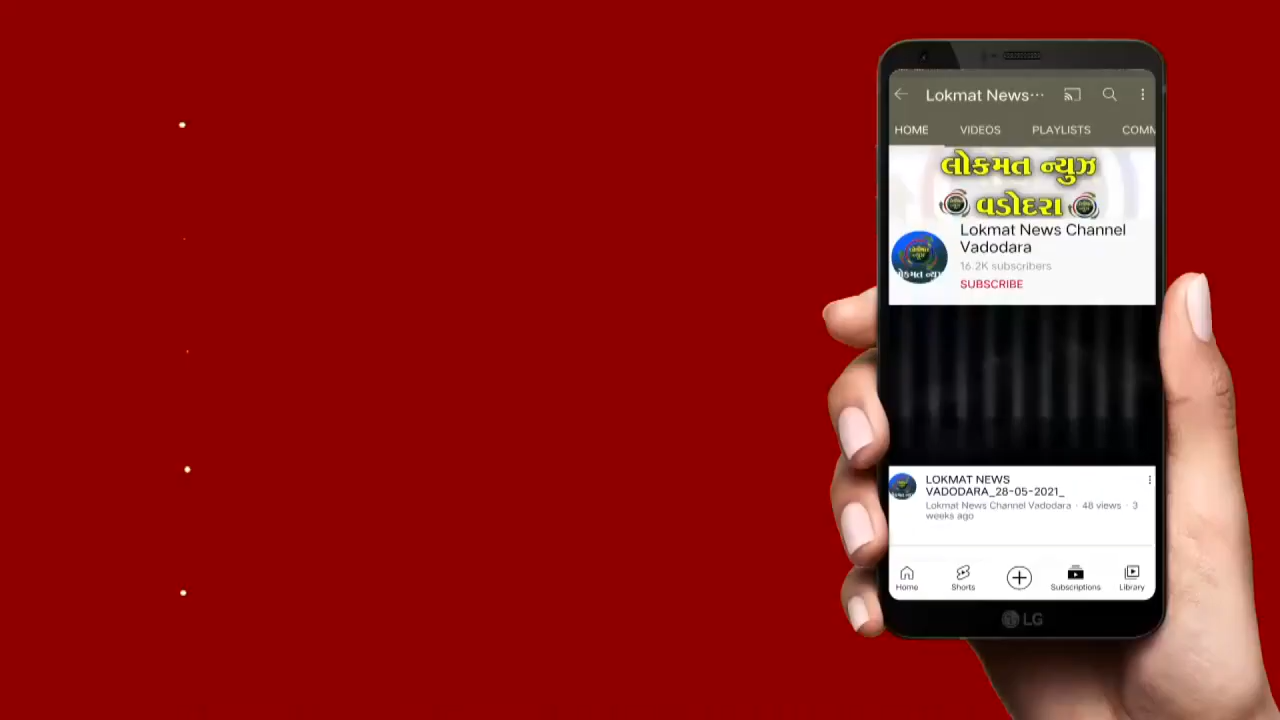 Lokmat News...
HOME VIDEOS PLAYLISTS COMM
લોકમત ન્યુઝ
વડોદરા
Lokmat News Channel
Vadodara
16.2K subscribers
SUBSCRIBE
LOKMAT NEWS
VADODARA_28-05-2021_
Lokmat News Channel Vadodara · 48 views · 3
weeks ago
Home Shorts Subscriptions Library
LG